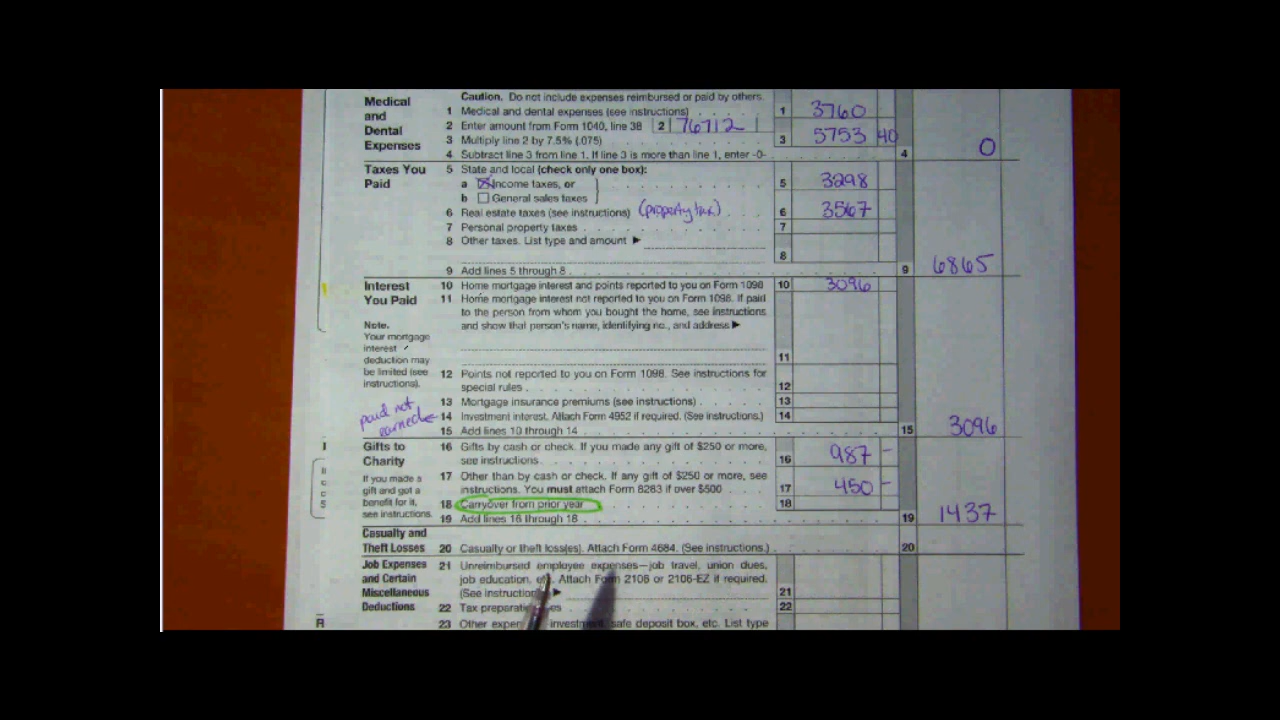 Caution. Do not include expenses reimbursed or paid by others.
Medical and Dental Expenses
1 Medical and dental expenses (see instructions) 1 3760
2 Enter amount from Form 1040, line 38 2 76712
3 Multiply line 2 by 7.5% (.075) 3 5753 40
4 Subtract line 3 from line 1. If line 3 is more than line 1, enter -0- 4 0
Taxes You Paid
5 State and local (check only one box):
a Income taxes, or 5 3298
b General sales taxes
6 Real estate taxes (see instructions) (property tax) 6 3567
7 Personal property taxes 7
8 Other taxes. List type and amount ▶
8
9 Add lines 5 through 8 9 6865
Interest You Paid
10 Home mortgage interest and points reported to you on Form 1098 10 3096
11 Home mortgage interest not reported to you on Form 1098. If paid
to the person from whom you bought the home, see instructions
and show that person's name, identifying no., and address ▶
11
Note.
Your mortgage
interest
deduction may
be limited (see
instructions).
12 Points not reported to you on Form 1098. See instructions for
special rules 12
13 Mortgage insurance premiums (see instructions) 13
paid not earned
14 Investment interest. Attach Form 4952 if required. (See instructions.) 14
15 Add lines 10 through 14 15 3096
Gifts to Charity
16 Gifts by cash or check. If you made any gift of $250 or more,
see instructions 16 987 -
If you made a
gift and got a
benefit for it,
see instructions.
17 Other than by cash or check. If any gift of $250 or more, see
instructions. You must attach Form 8283 if over $500 17 450 -
18 Carryover from prior year 18
19 Add lines 16 through 18 19 1437
Casualty and Theft Losses
20 Casualty or theft loss(es). Attach Form 4684. (See instructions.) 20
Job Expenses and Certain Miscellaneous Deductions
21 Unreimbursed employee expenses—job travel, union dues,
job education, Attach Form 2106 or 2106-EZ if required.
(See ▶ 21
22 Tax 22
23 Other safe deposit box, etc. List type